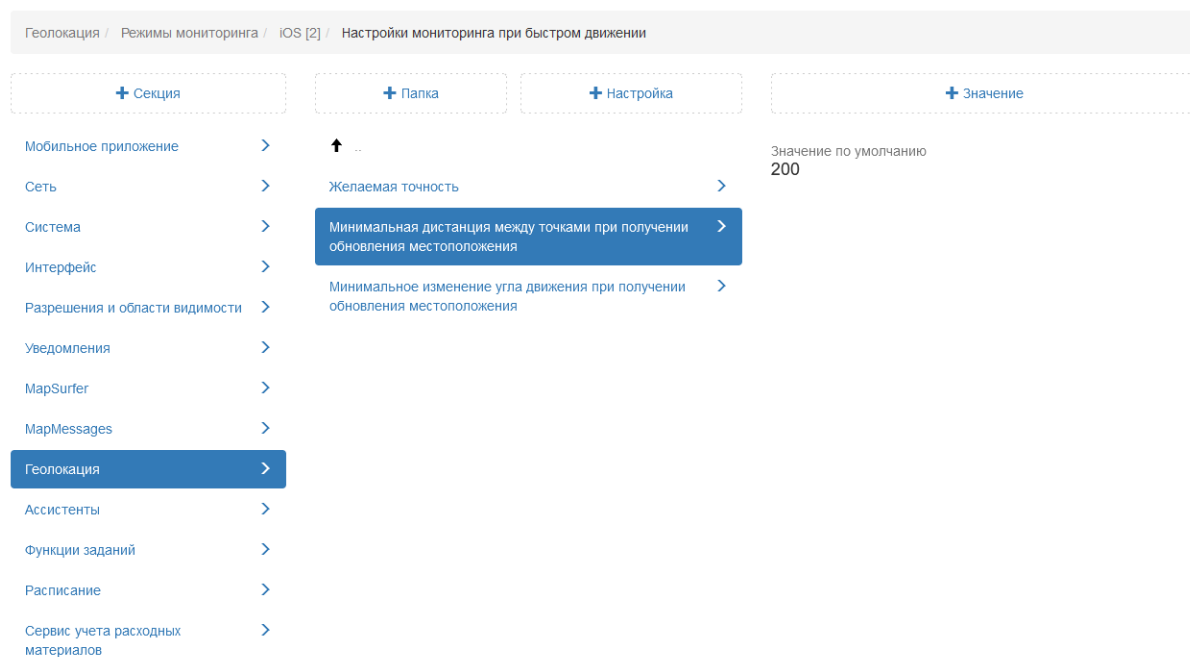 Геолокация / Режимы мониторинга / iOS [2] / Настройки мониторинга при быстром движении
+ Секция
+ Папка
+ Настройка
+ Значение
Мобильное приложение
Сеть
Система
Интерфейс
Разрешения и области видимости
Уведомления
MapSurfer
MapMessages
Геолокация
Ассистенты
Функции заданий
Расписание
Сервис учета расходных
материалов
..
Желаемая точность
Минимальная дистанция между точками при получении
обновления местоположения
Минимальное изменение угла движения при получении
обновления местоположения
Значение по умолчанию
200